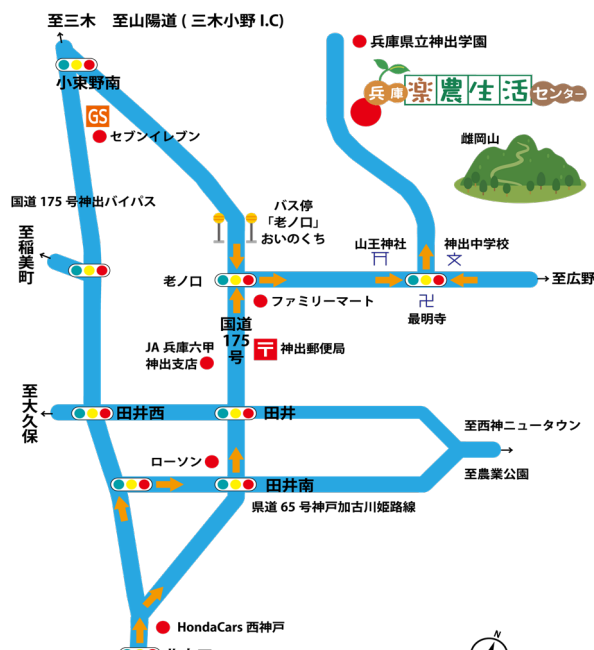 至三木　至山陽道 ( 三木小野 I.C)
小束野南
GS
セブンイレブン
国道 175 号神出バイパス
至稲美町
兵庫県立神出学園
兵庫楽農生活センター
雌岡山
バス停
「老ノ口」
おいのくち
山王神社
神出中学校
文
老ノ口
至広野
卍
最明寺
ファミリーマート
国道
175
号
〒
神出郵便局
JA 兵庫六甲
神出支店
至大久保
田井西
田井
至西神ニュータウン
至農業公園
ローソン
田井南
県道 65 号神戸加古川姫路線
HondaCars 西神戸
N